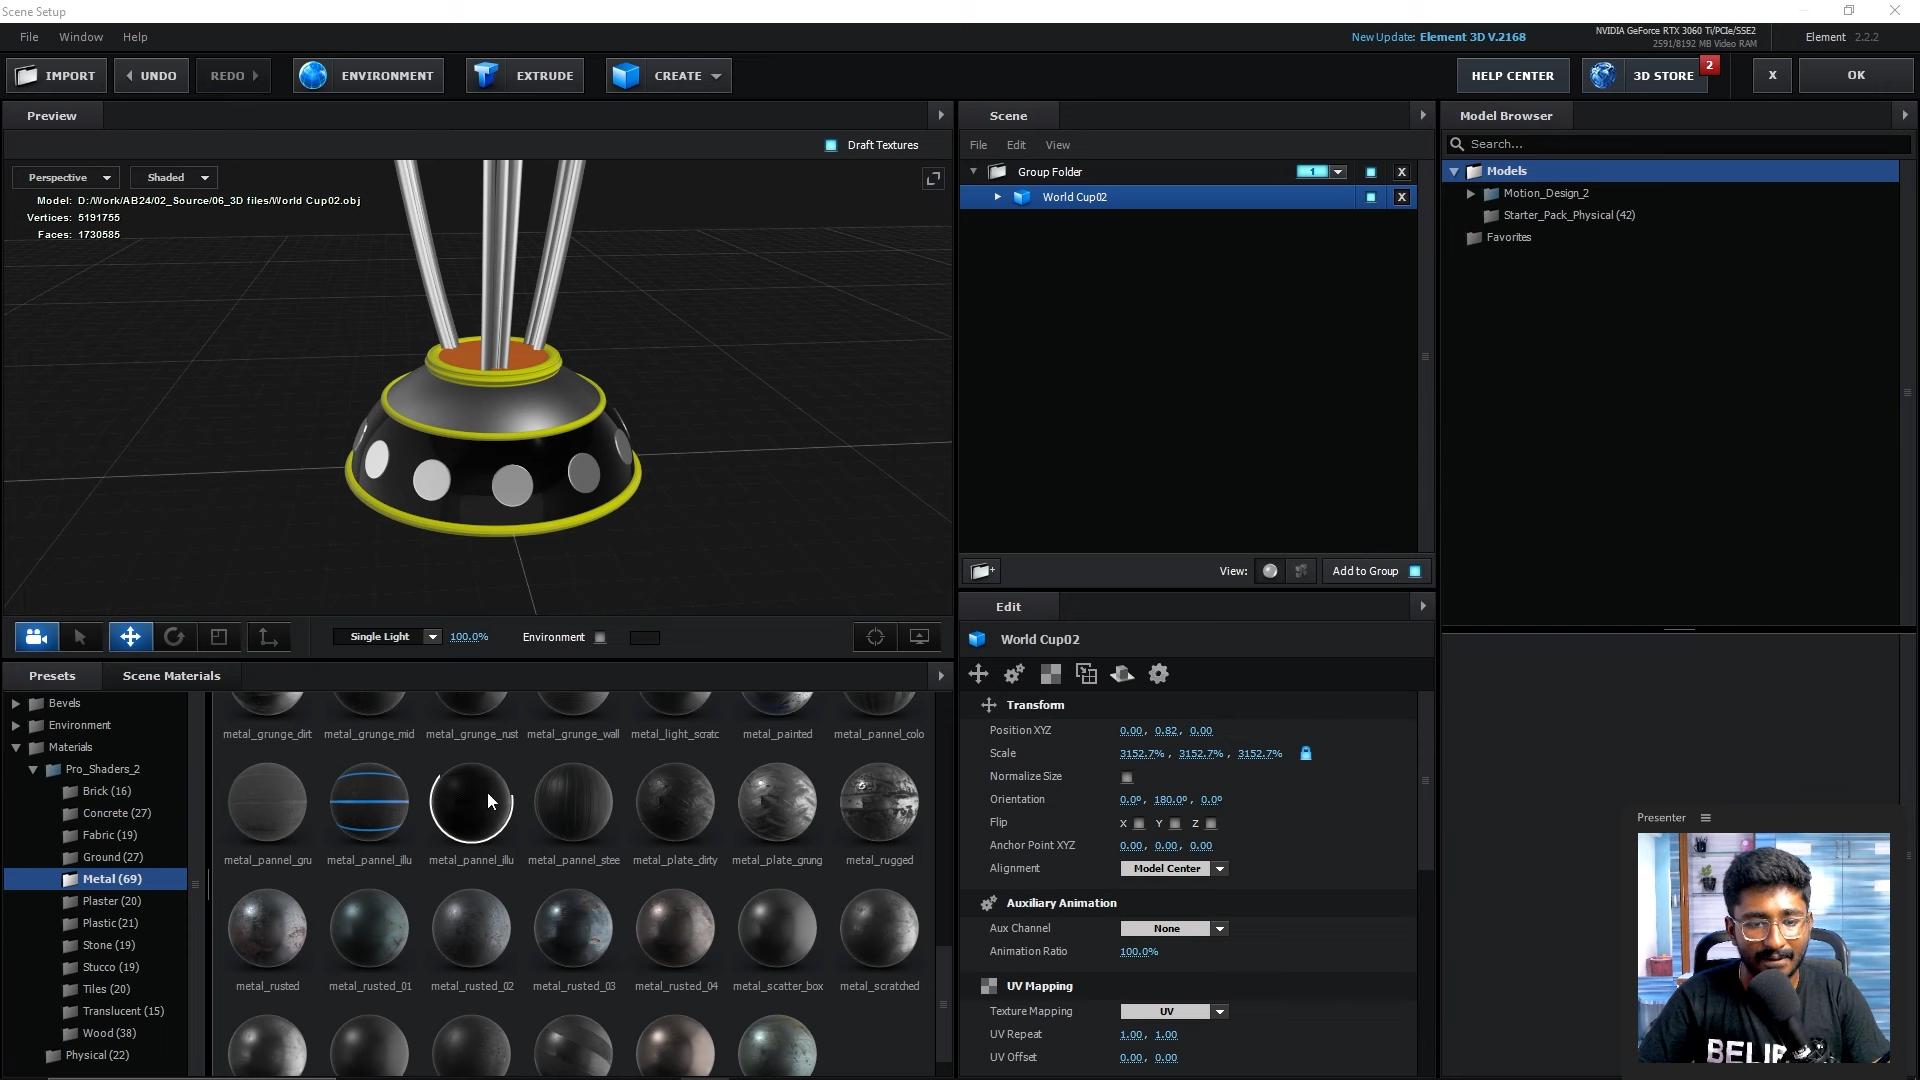 Scene Setup
File Window Help
New Update: Element 3D V.2168
NVIDIA GeForce RTX 3060 Ti/PCIe/SSE2
2591/8192 MB Video RAM
Element 2.2.2
IMPORT UNDO REDO ENVIRONMENT EXTRUDE CREATE HELP CENTER 3D STORE 2 X OK
Preview
Draft Textures
Perspective Shaded
Model: D:/Work/AB24/02_Source/06_3D files/World Cup02.obj
Vertices: 5191755
Faces: 1730585
Single Light 100.0% Environment
Scene
File Edit View
Group Folder 1 X
World Cup02 X
View: Add to Group
Model Browser
Search...
Models
Motion_Design_2
Starter_Pack_Physical (42)
Favorites
Presets Scene Materials
Bevels
Environment
Materials
Pro_Shaders_2
Brick (16)
Concrete (27)
Fabric (19)
Ground (27)
Metal (69)
Plaster (20)
Plastic (21)
Stone (19)
Stucco (19)
Tiles (20)
Translucent (15)
Wood (38)
Physical (22)
metal_grunge_dirt metal_grunge_mid metal_grunge_rust metal_grunge_wall metal_light_scratc metal_painted metal_pannel_colo
metal_pannel_gru metal_pannel_illu metal_pannel_illu metal_pannel_stee metal_plate_dirty metal_plate_grung metal_rugged
metal_rusted metal_rusted_01 metal_rusted_02 metal_rusted_03 metal_rusted_04 metal_scatter_box metal_scratched
Edit
World Cup02
Transform
Position XYZ 0.00, 0.82, 0.00
Scale 3152.7%, 3152.7%, 3152.7%
Normalize Size
Orientation 0.0°, 180.0°, 0.0°
Flip X Y Z
Anchor Point XYZ 0.00, 0.00, 0.00
Alignment Model Center
Auxiliary Animation
Aux Channel None
Animation Ratio 100.0%
UV Mapping
Texture Mapping UV
UV Repeat 1.00, 1.00
UV Offset 0.00, 0.00
Presenter